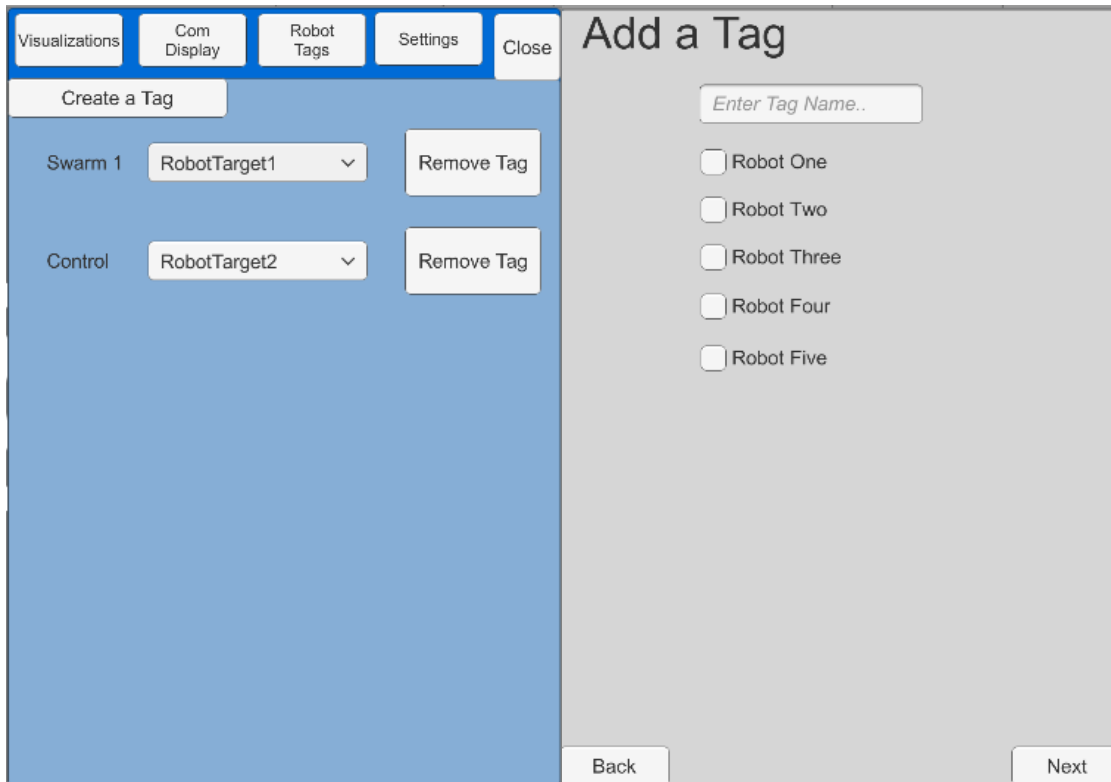 Visualizations
Com
Display
Robot
Tags
Settings
Close
Create a Tag
Swarm 1
RobotTarget1
Remove Tag
Control
RobotTarget2
Remove Tag
Add a Tag
Enter Tag Name..
Robot One
Robot Two
Robot Three
Robot Four
Robot Five
Back
Next